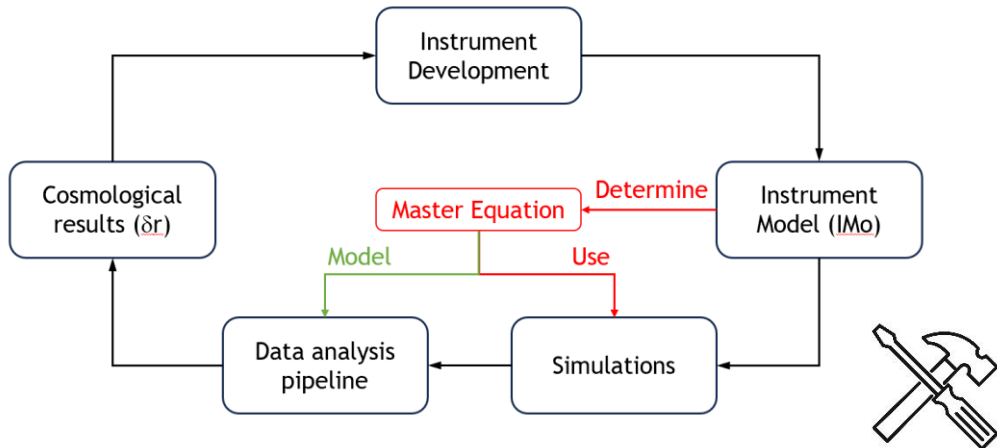 Instrument
Development
Cosmological
results (δr)
Determine
Master Equation
Instrument
Model (IMo)
Model
Use
Data analysis
pipeline
Simulations